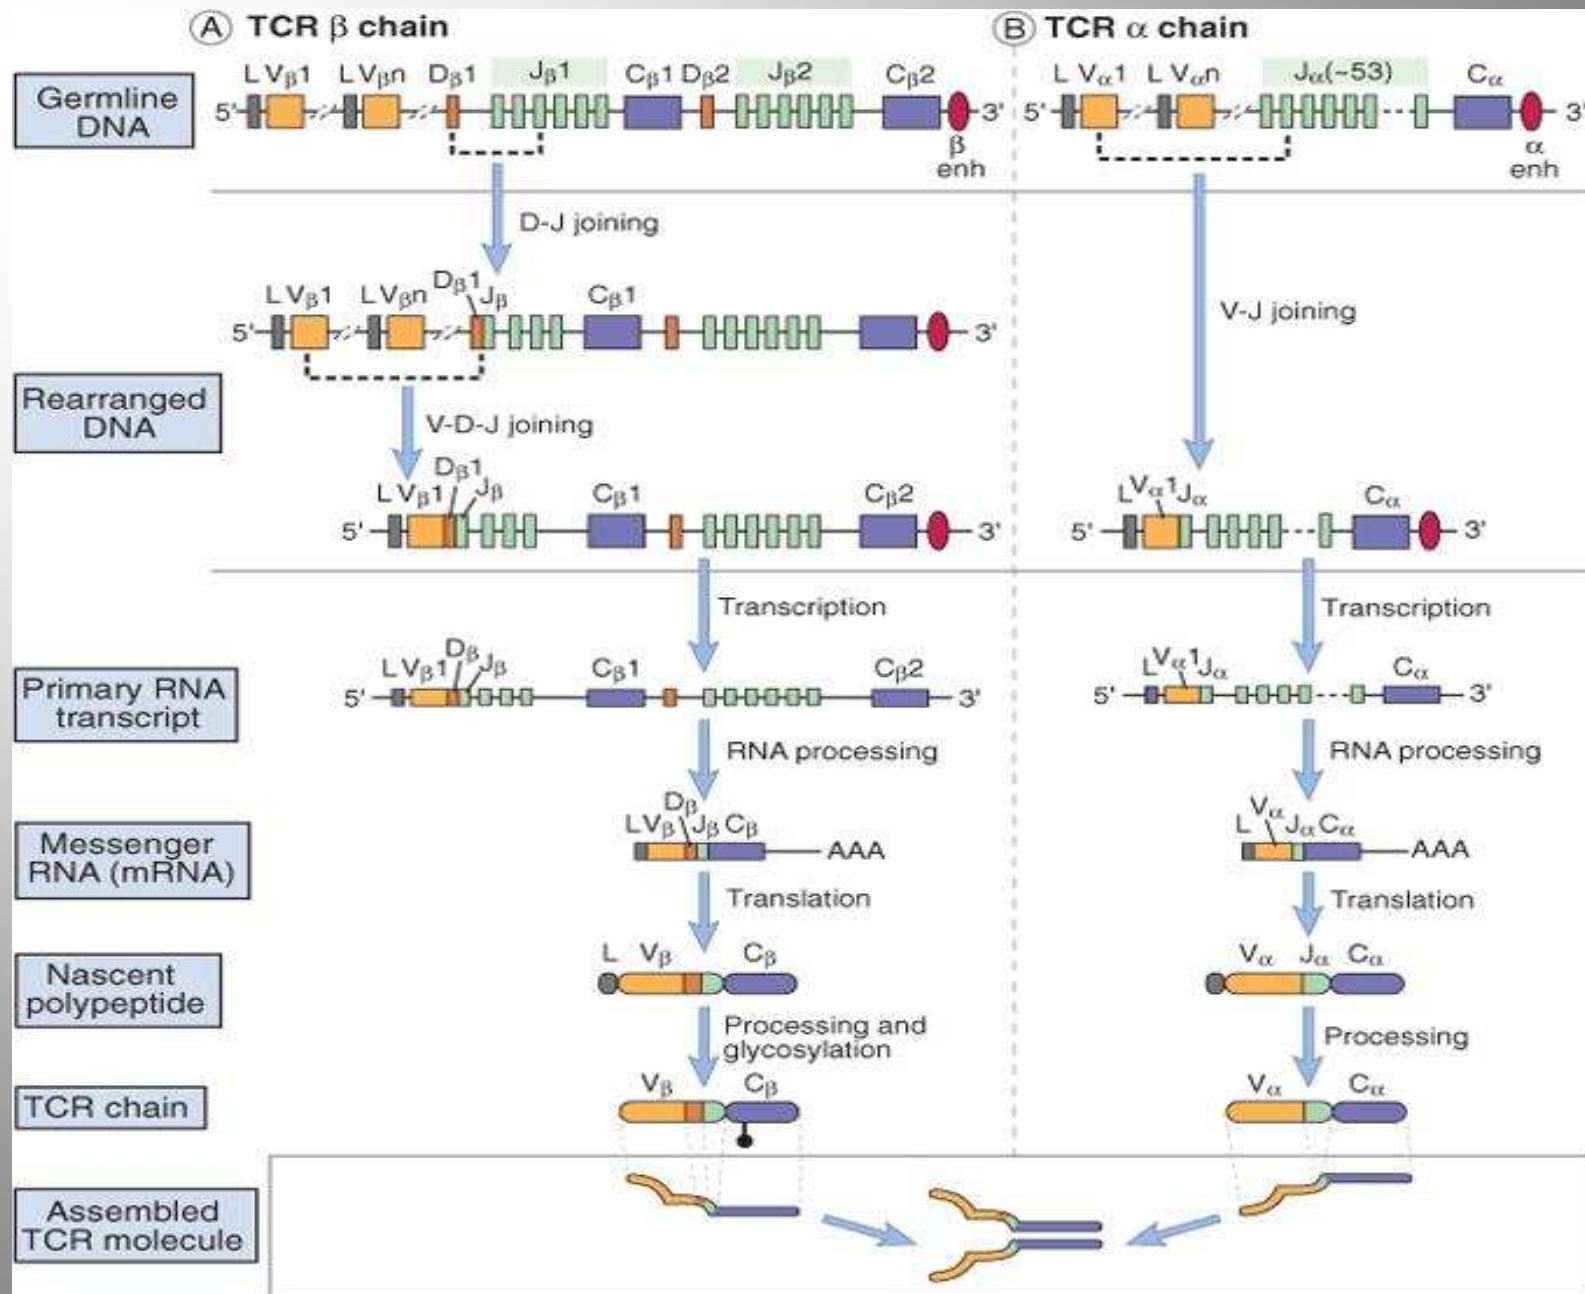 A TCR β chain
B TCR α chain
Germline
DNA
L Vβ1 L Vβn Dβ1 Jβ1 Cβ1 Dβ2 Jβ2 Cβ2
5' 3'
β
enh
L Vα1 L Vαn Jα(~53) Cα
5' 3'
α
enh
D-J joining
V-J joining
Rearranged
DNA
L Vβ1 L Vβn Dβ1 Jβ Cβ1
5' 3'
V-D-J joining
L Vβ1 Dβ1 Jβ Cβ1 Cβ2
5' 3'
L Vα1 Jα Cα
5' 3'
Transcription
Transcription
Primary RNA
transcript
L Vβ1 Dβ Jβ Cβ1 Cβ2
5' 3'
L Vα1 Jα Cα
5' 3'
RNA processing
RNA processing
Messenger
RNA (mRNA)
L Vβ Dβ Jβ Cβ
AAA
L Vα Jα Cα
AAA
Translation
Translation
Nascent
polypeptide
L Vβ Cβ
Vα Jα Cα
Processing and
glycosylation
Processing
TCR chain
Vβ Cβ
Vα Cα
Assembled
TCR molecule